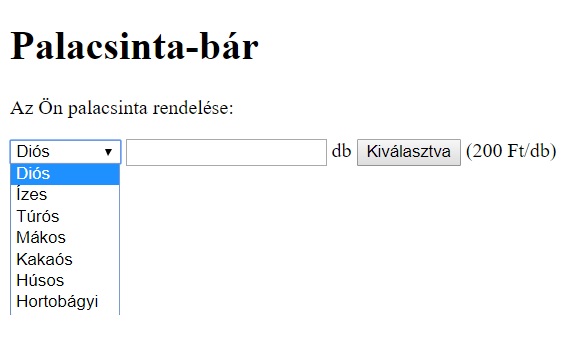 Palacsinta-bár
Az Ön palacsinta rendelése:
Diós db Kiválasztva (200 Ft/db)
Diós
Ízes
Túrós
Mákos
Kakaós
Húsos
Hortobágyi